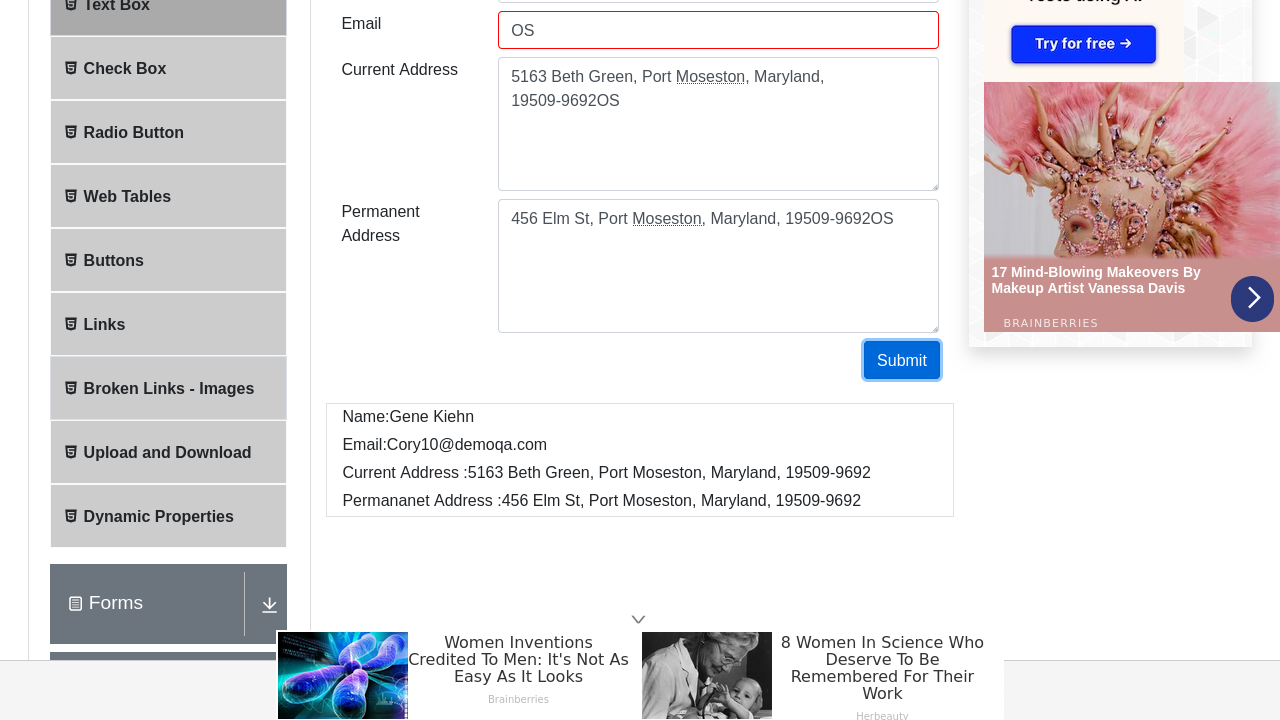 Text Box
Check Box
Radio Button
Web Tables
Buttons
Links
Broken Links - Images
Upload and Download
Dynamic Properties
Forms
Email
OS
Current Address
5163 Beth Green, Port Moseston, Maryland,
19509-9692OS
Permanent
Address
456 Elm St, Port Moseston, Maryland, 19509-9692OS
Submit
Name:Gene Kiehn
Email:Cory10@demoqa.com
Current Address :5163 Beth Green, Port Moseston, Maryland, 19509-9692
Permananet Address :456 Elm St, Port Moseston, Maryland, 19509-9692
Try for free →
17 Mind-Blowing Makeovers By
Makeup Artist Vanessa Davis
BRAINBERRIES
Women Inventions
Credited To Men: It's Not As
Easy As It Looks
Brainberries
8 Women In Science Who
Deserve To Be
Remembered For Their
Work
Herbeauty